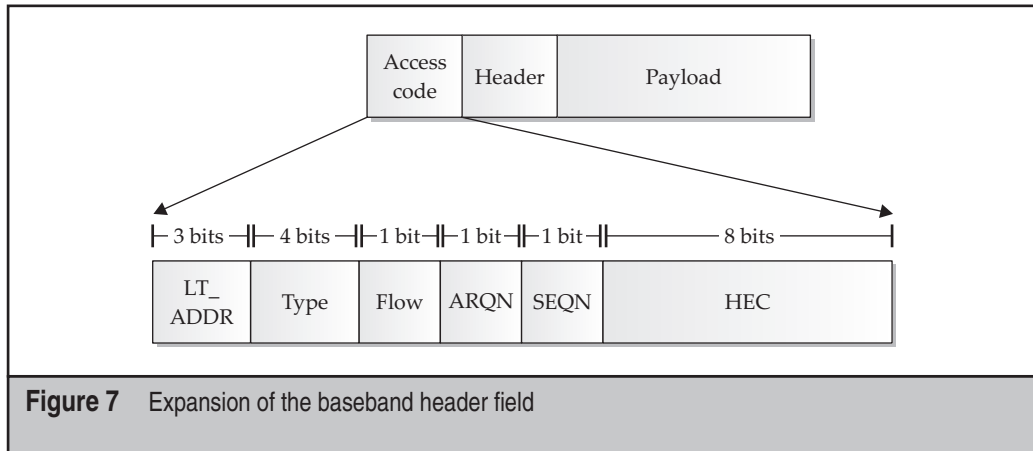 Access
code
Header
Payload
3 bits
4 bits
1 bit
1 bit
1 bit
8 bits
LT_
ADDR
Type
Flow
ARQN
SEQN
HEC
Figure 7 Expansion of the baseband header field